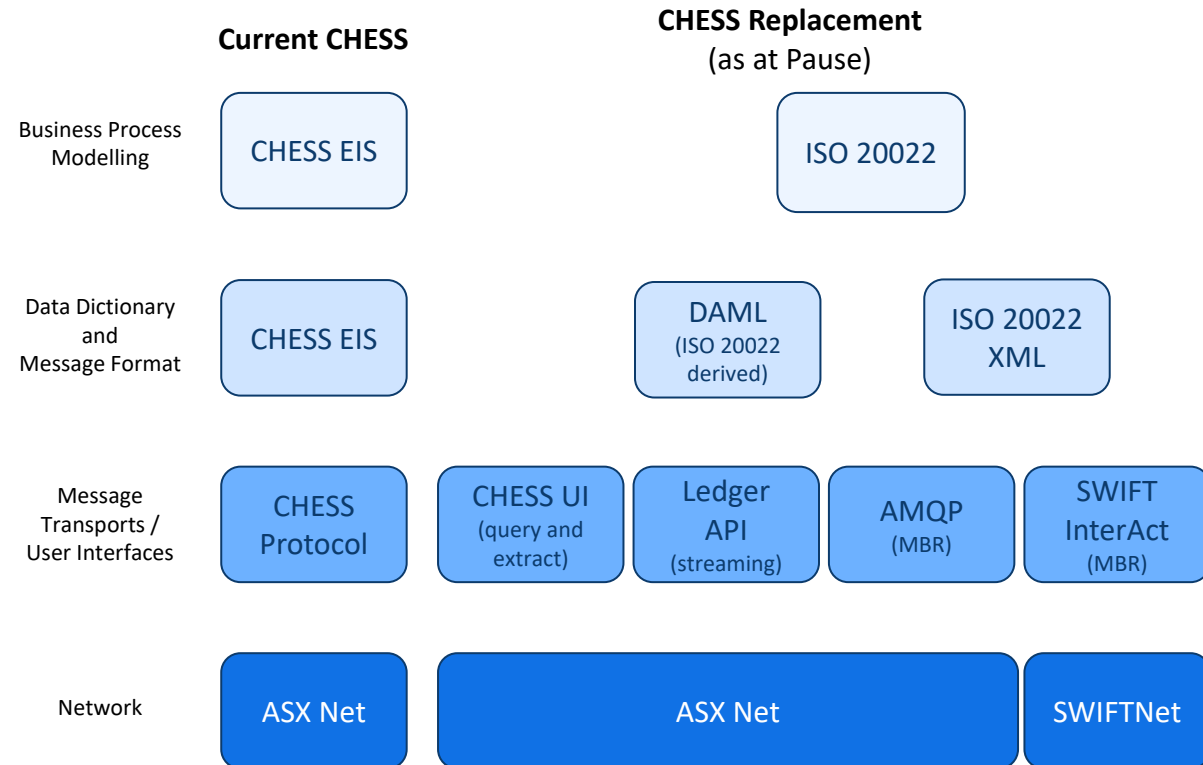 Current CHESS
CHESS Replacement
(as at Pause)
Business Process
Modelling
CHESS EIS
ISO 20022
Data Dictionary
and
Message Format
CHESS EIS
DAML
(ISO 20022
derived)
ISO 20022
XML
Message
Transports /
User Interfaces
CHESS
Protocol
CHESS UI
(query and
extract)
Ledger
API
(streaming)
AMQP
(MBR)
SWIFT
InterAct
(MBR)
Network
ASX Net
ASX Net
SWIFTNet